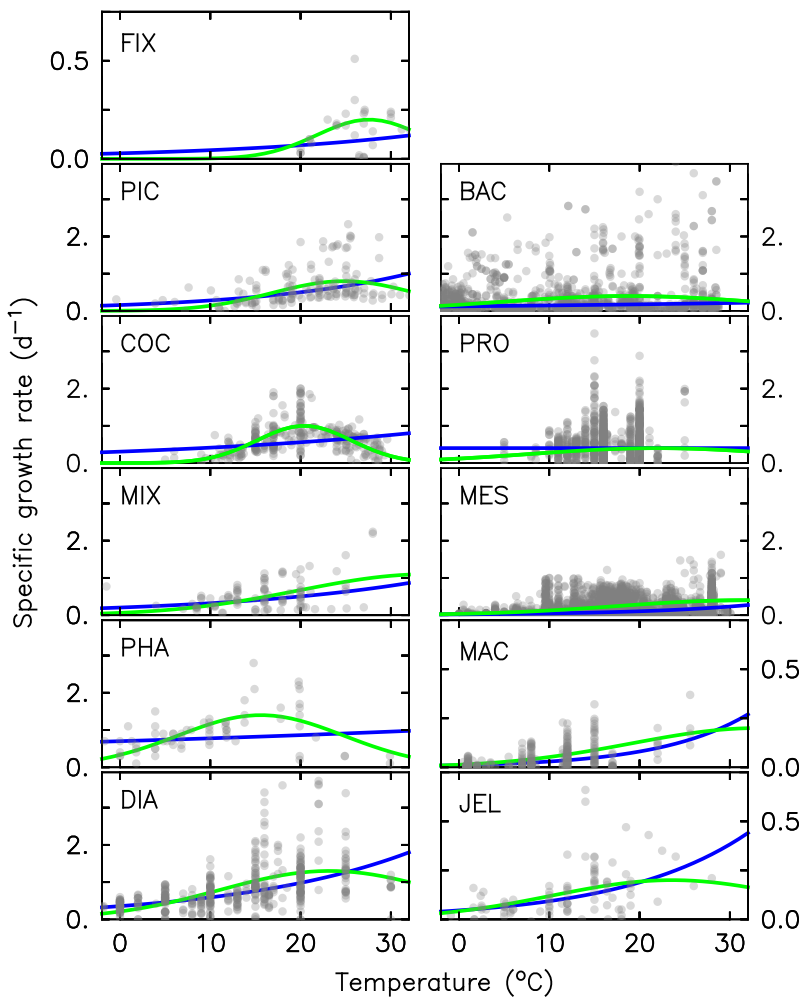 FIX
0.5
0.0
PIC
2.
0.
BAC
2.
0.
COC
2.
0.
PRO
2.
0.
MIX
2.
0.
MES
2.
0.
PHA
2.
0.
MAC
0.5
0.0
DIA
2.
0.
JEL
0.5
0.0
0 10 20 30
0 10 20 30
Specific growth rate (d⁻¹)
Temperature (°C)